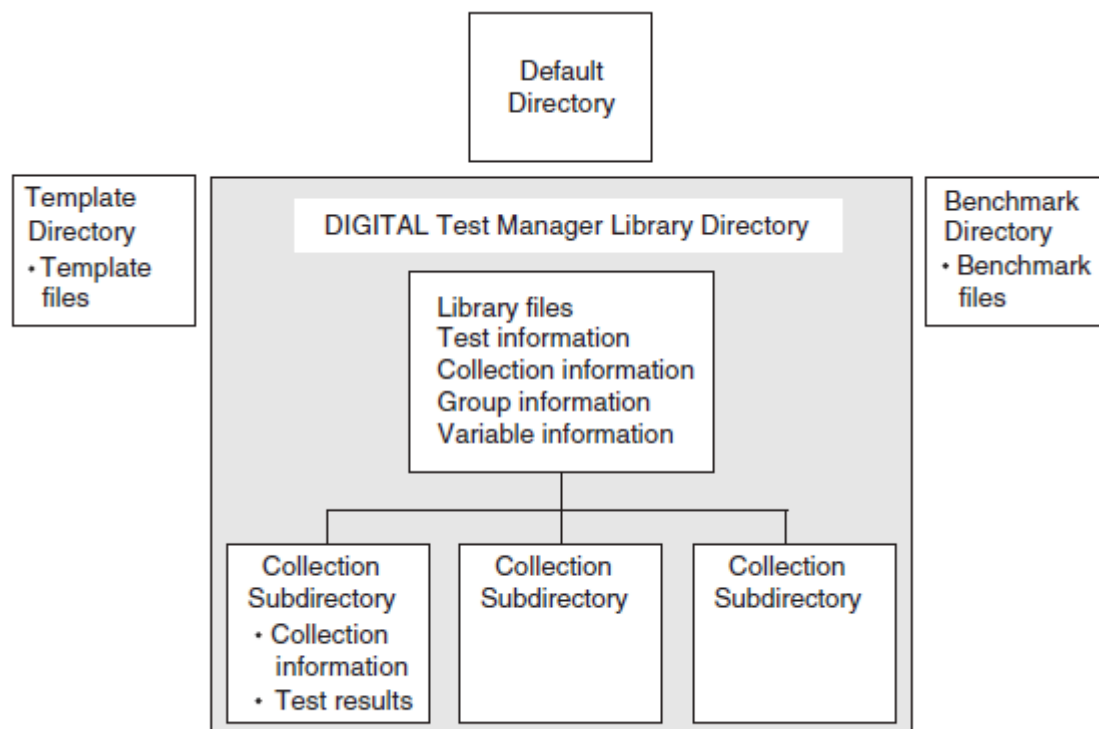 Default
Directory
Template
Directory
• Template
files
DIGITAL Test Manager Library Directory
Benchmark
Directory
• Benchmark
files
Library files
Test information
Collection information
Group information
Variable information
Collection
Subdirectory
• Collection
information
• Test results
Collection
Subdirectory
Collection
Subdirectory